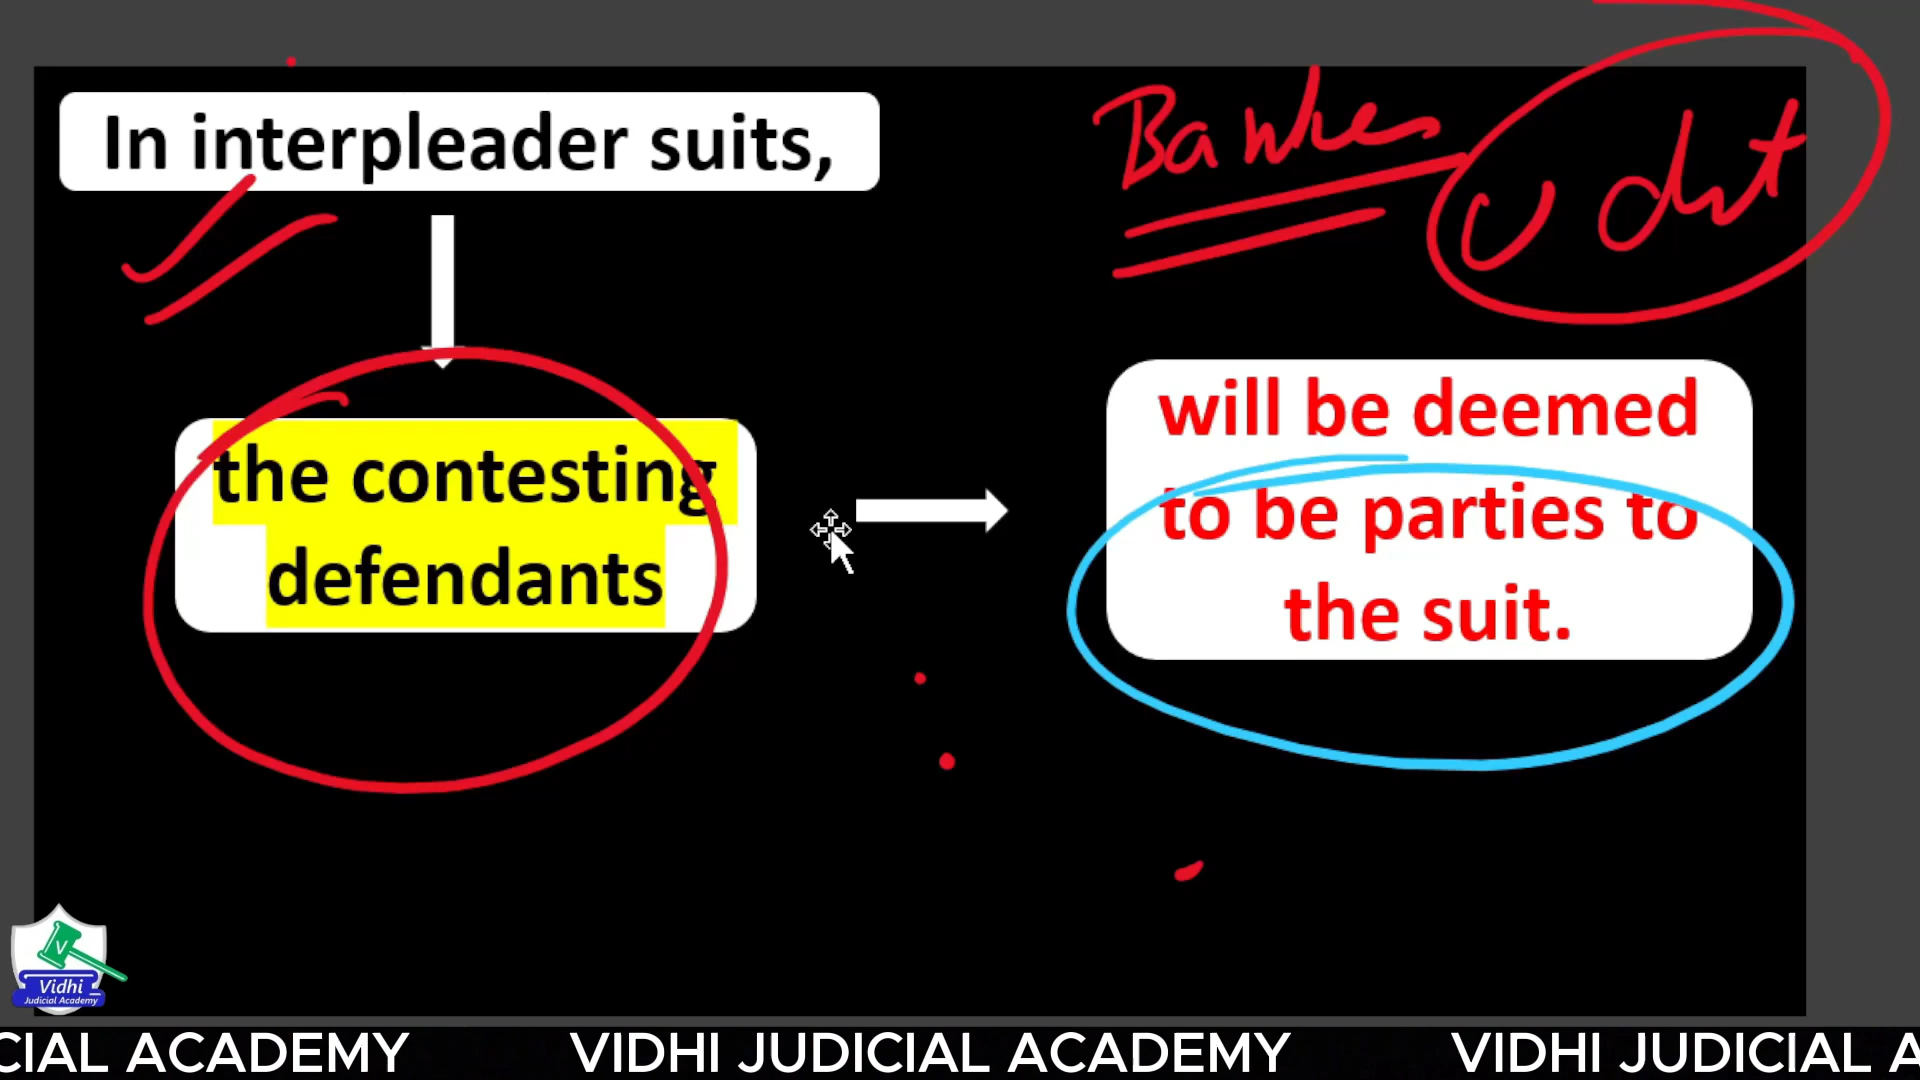 In interpleader suits,
the contesting
defendants
will be deemed
to be parties to
the suit.
V
Vidhi
Judicial Academy
CIAL ACADEMY VIDHI JUDICIAL ACADEMY VIDHI JUDICIAL A